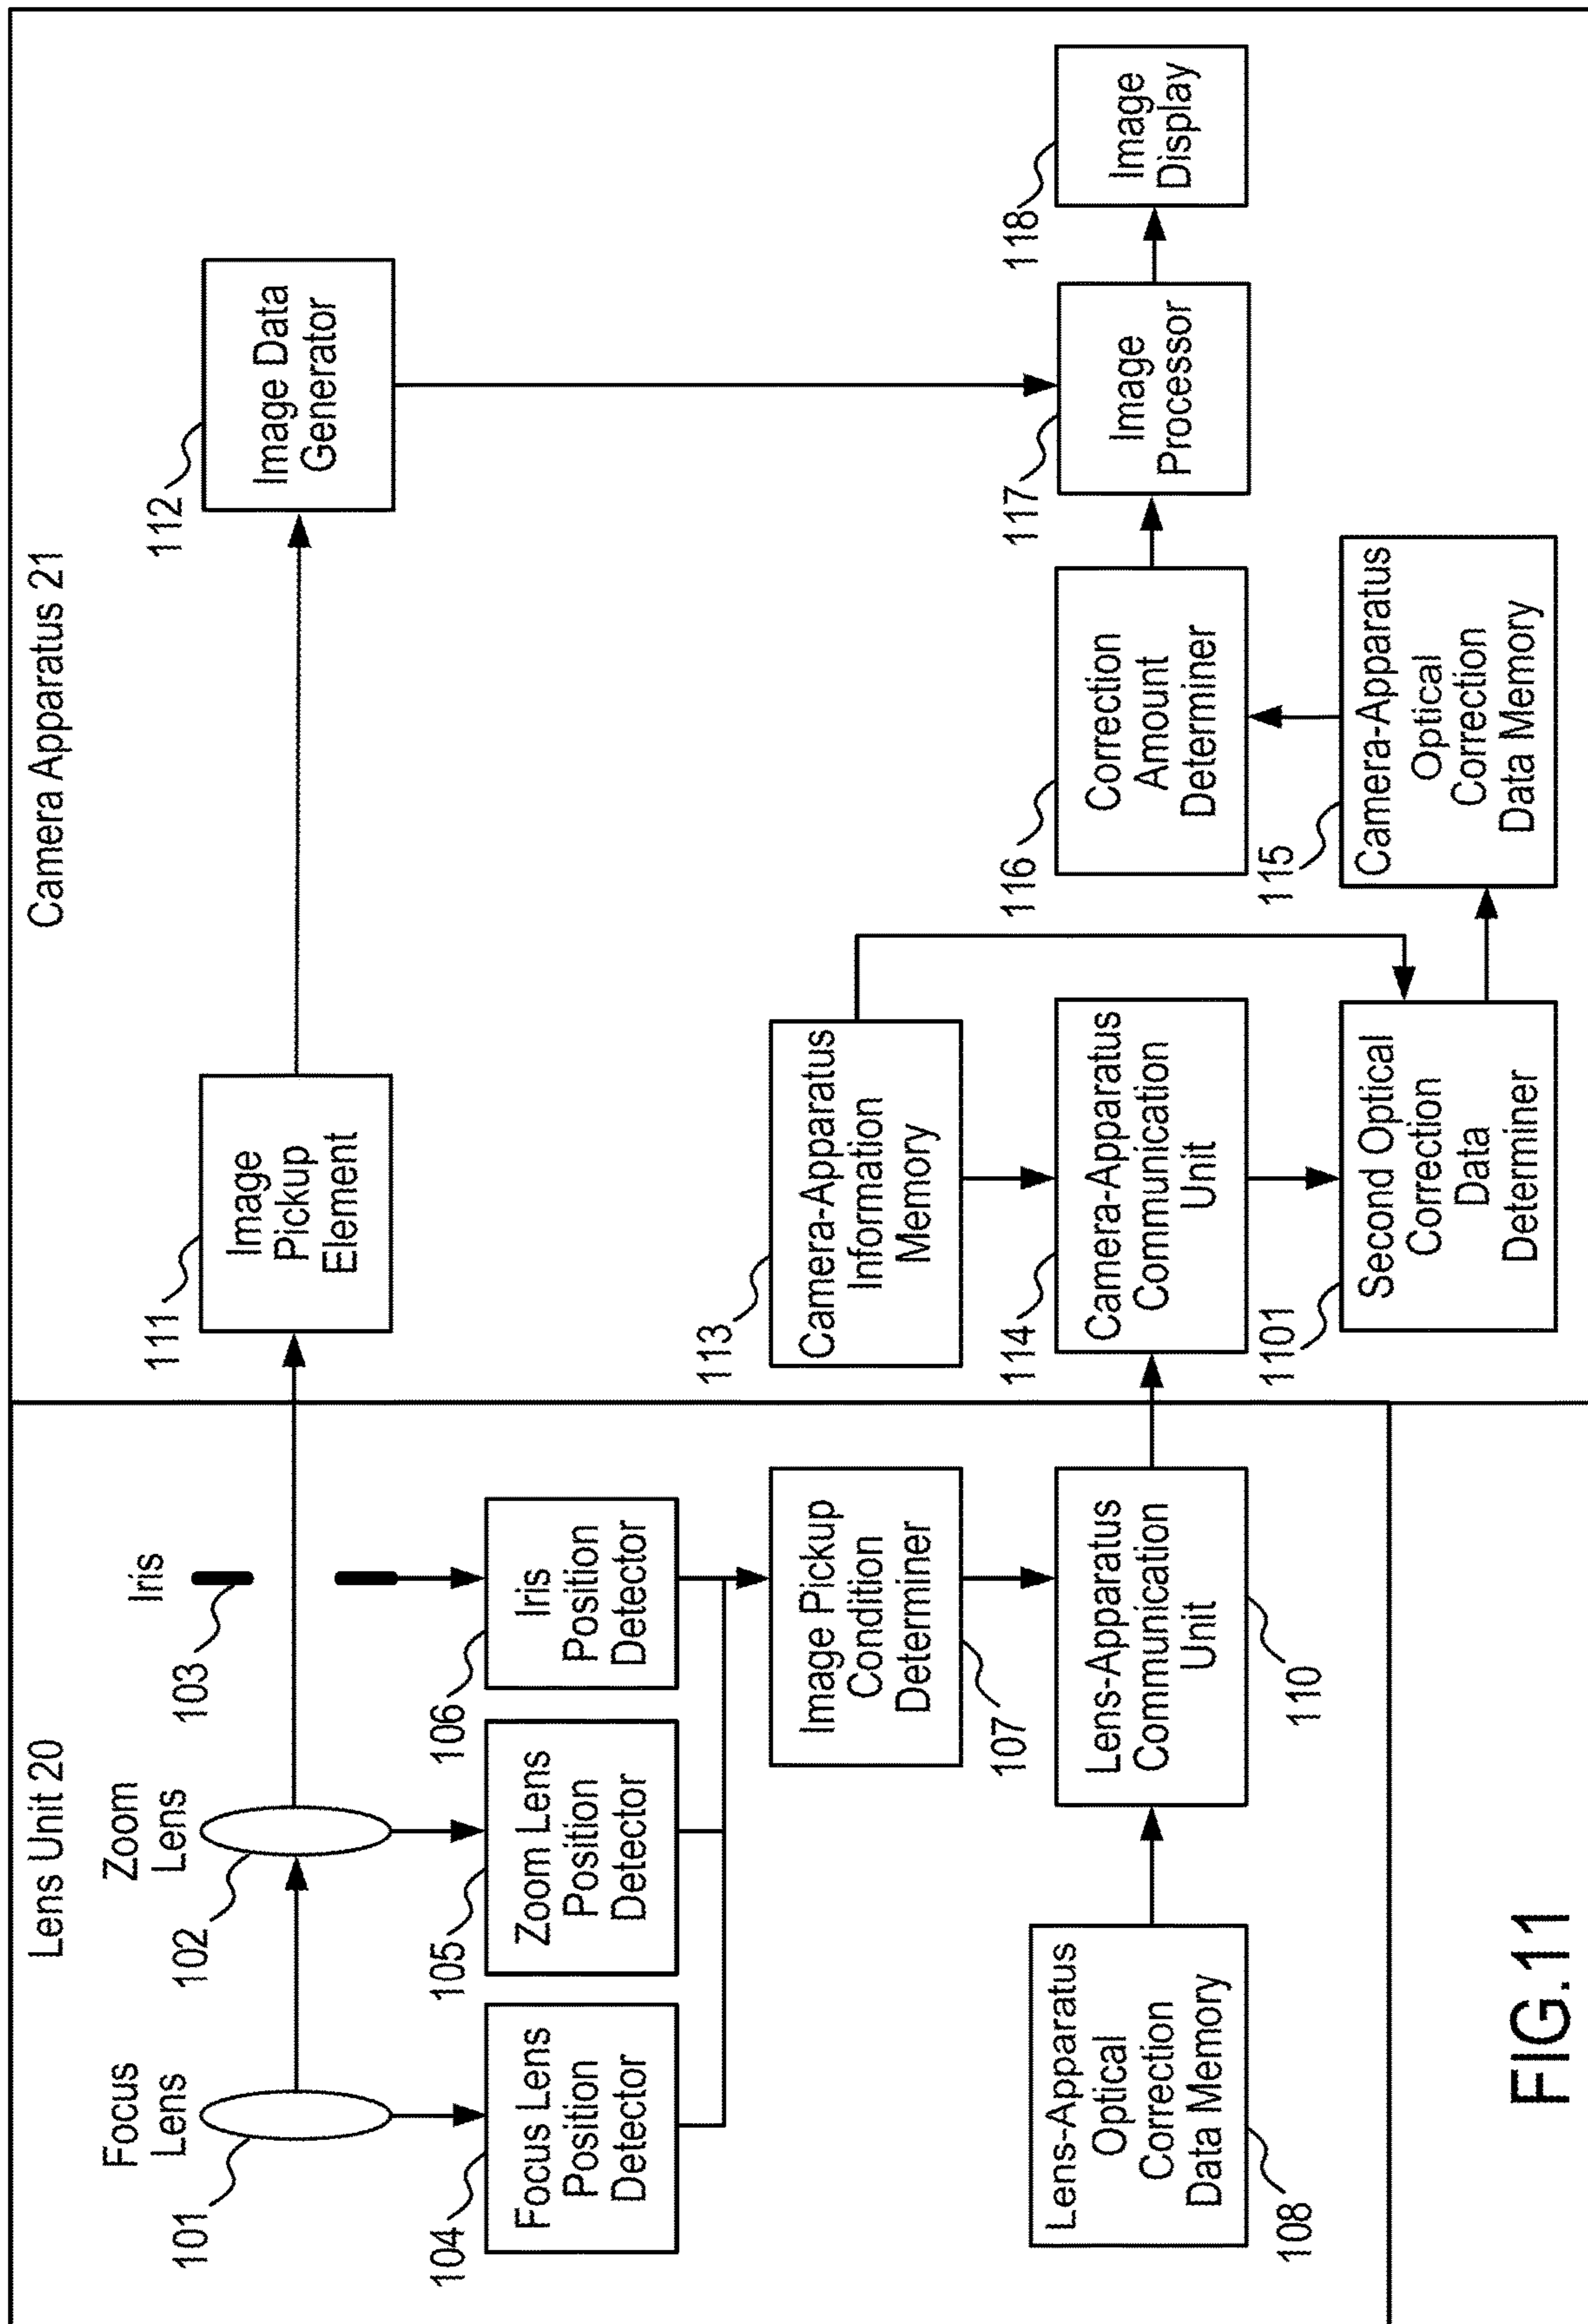 Lens Unit 20
Camera Apparatus 21
Focus
Lens
101
Zoom
Lens
102
Iris
103
111
Image
Pickup
Element
112
Image Data
Generator
104
Focus Lens
Position
Detector
105
Zoom Lens
Position
Detector
106
Iris
Position
Detector
Image Pickup
Condition
Determiner
107
113
Camera-Apparatus
Information
Memory
Lens-Apparatus
Optical
Correction
Data Memory
108
Lens-Apparatus
Communication
Unit
110
114
Camera-Apparatus
Communication
Unit
116
Correction
Amount
Determiner
117
Image
Processor
118
Image
Display
1101
Second Optical
Correction
Data
Determiner
115
Camera-Apparatus
Optical
Correction
Data Memory
FIG.11